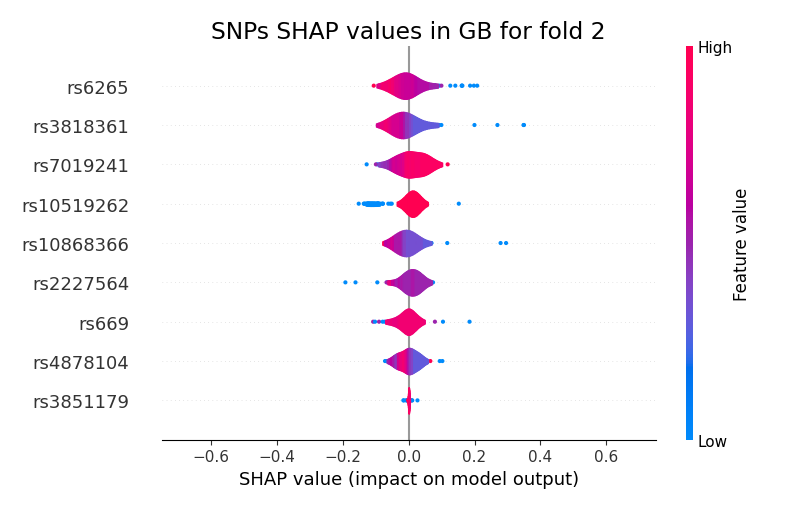 SNPs SHAP values in GB for fold 2
High
rs6265
rs3818361
rs7019241
rs10519262
rs10868366
rs2227564
rs669
rs4878104
rs3851179
Feature value
Low
−0.6 −0.4 −0.2 0.0 0.2 0.4 0.6
SHAP value (impact on model output)